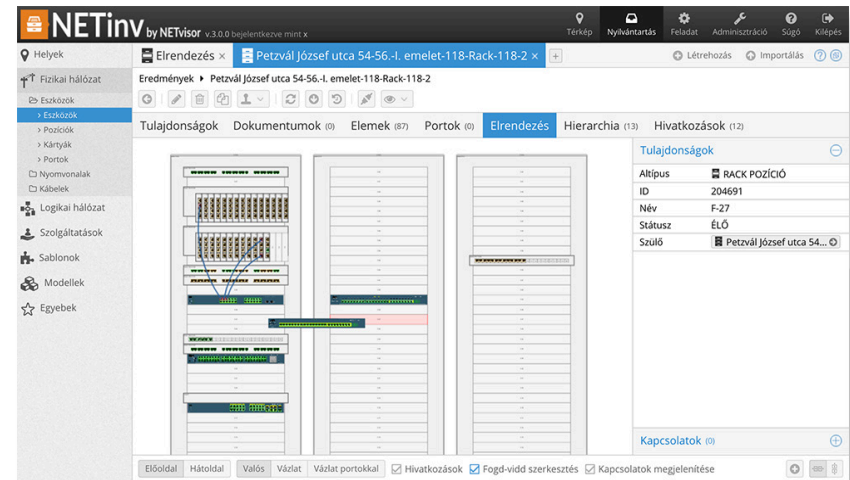 NETinv by NETvisor v.3.0.0 bejelentkezve mint x
Térkép Nyilvántartás Feladat Adminisztráció Súgó Kilépés
Helyek
Elrendezés × Petzvál József utca 54-56.-I. emelet-118-Rack-118-2 × +
Létrehozás Importálás ?
Fizikai hálózat
Eszközök
> Eszközök
> Pozíciók
> Kártyák
> Portok
Nyomvonalak
Kábelek
Logikai hálózat
Szolgáltatások
Sablonok
Modellek
Egyebek
Eredmények Petzvál József utca 54-56.-I. emelet-118-Rack-118-2
Tulajdonságok Dokumentumok (0) Elemek (87) Portok (0) Elrendezés Hierarchia (13) Hivatkozások (12)
Tulajdonságok
Altípus RACK POZÍCIÓ
ID 204691
Név F-27
Státusz ÉLŐ
Szülő Petzvál József utca 54...
Kapcsolatok (0)
Előoldal Hátoldal Valós Vázlat Vázlat portokkal Hivatkozások Fogd-vidd szerkesztés Kapcsolatok megjelenítése